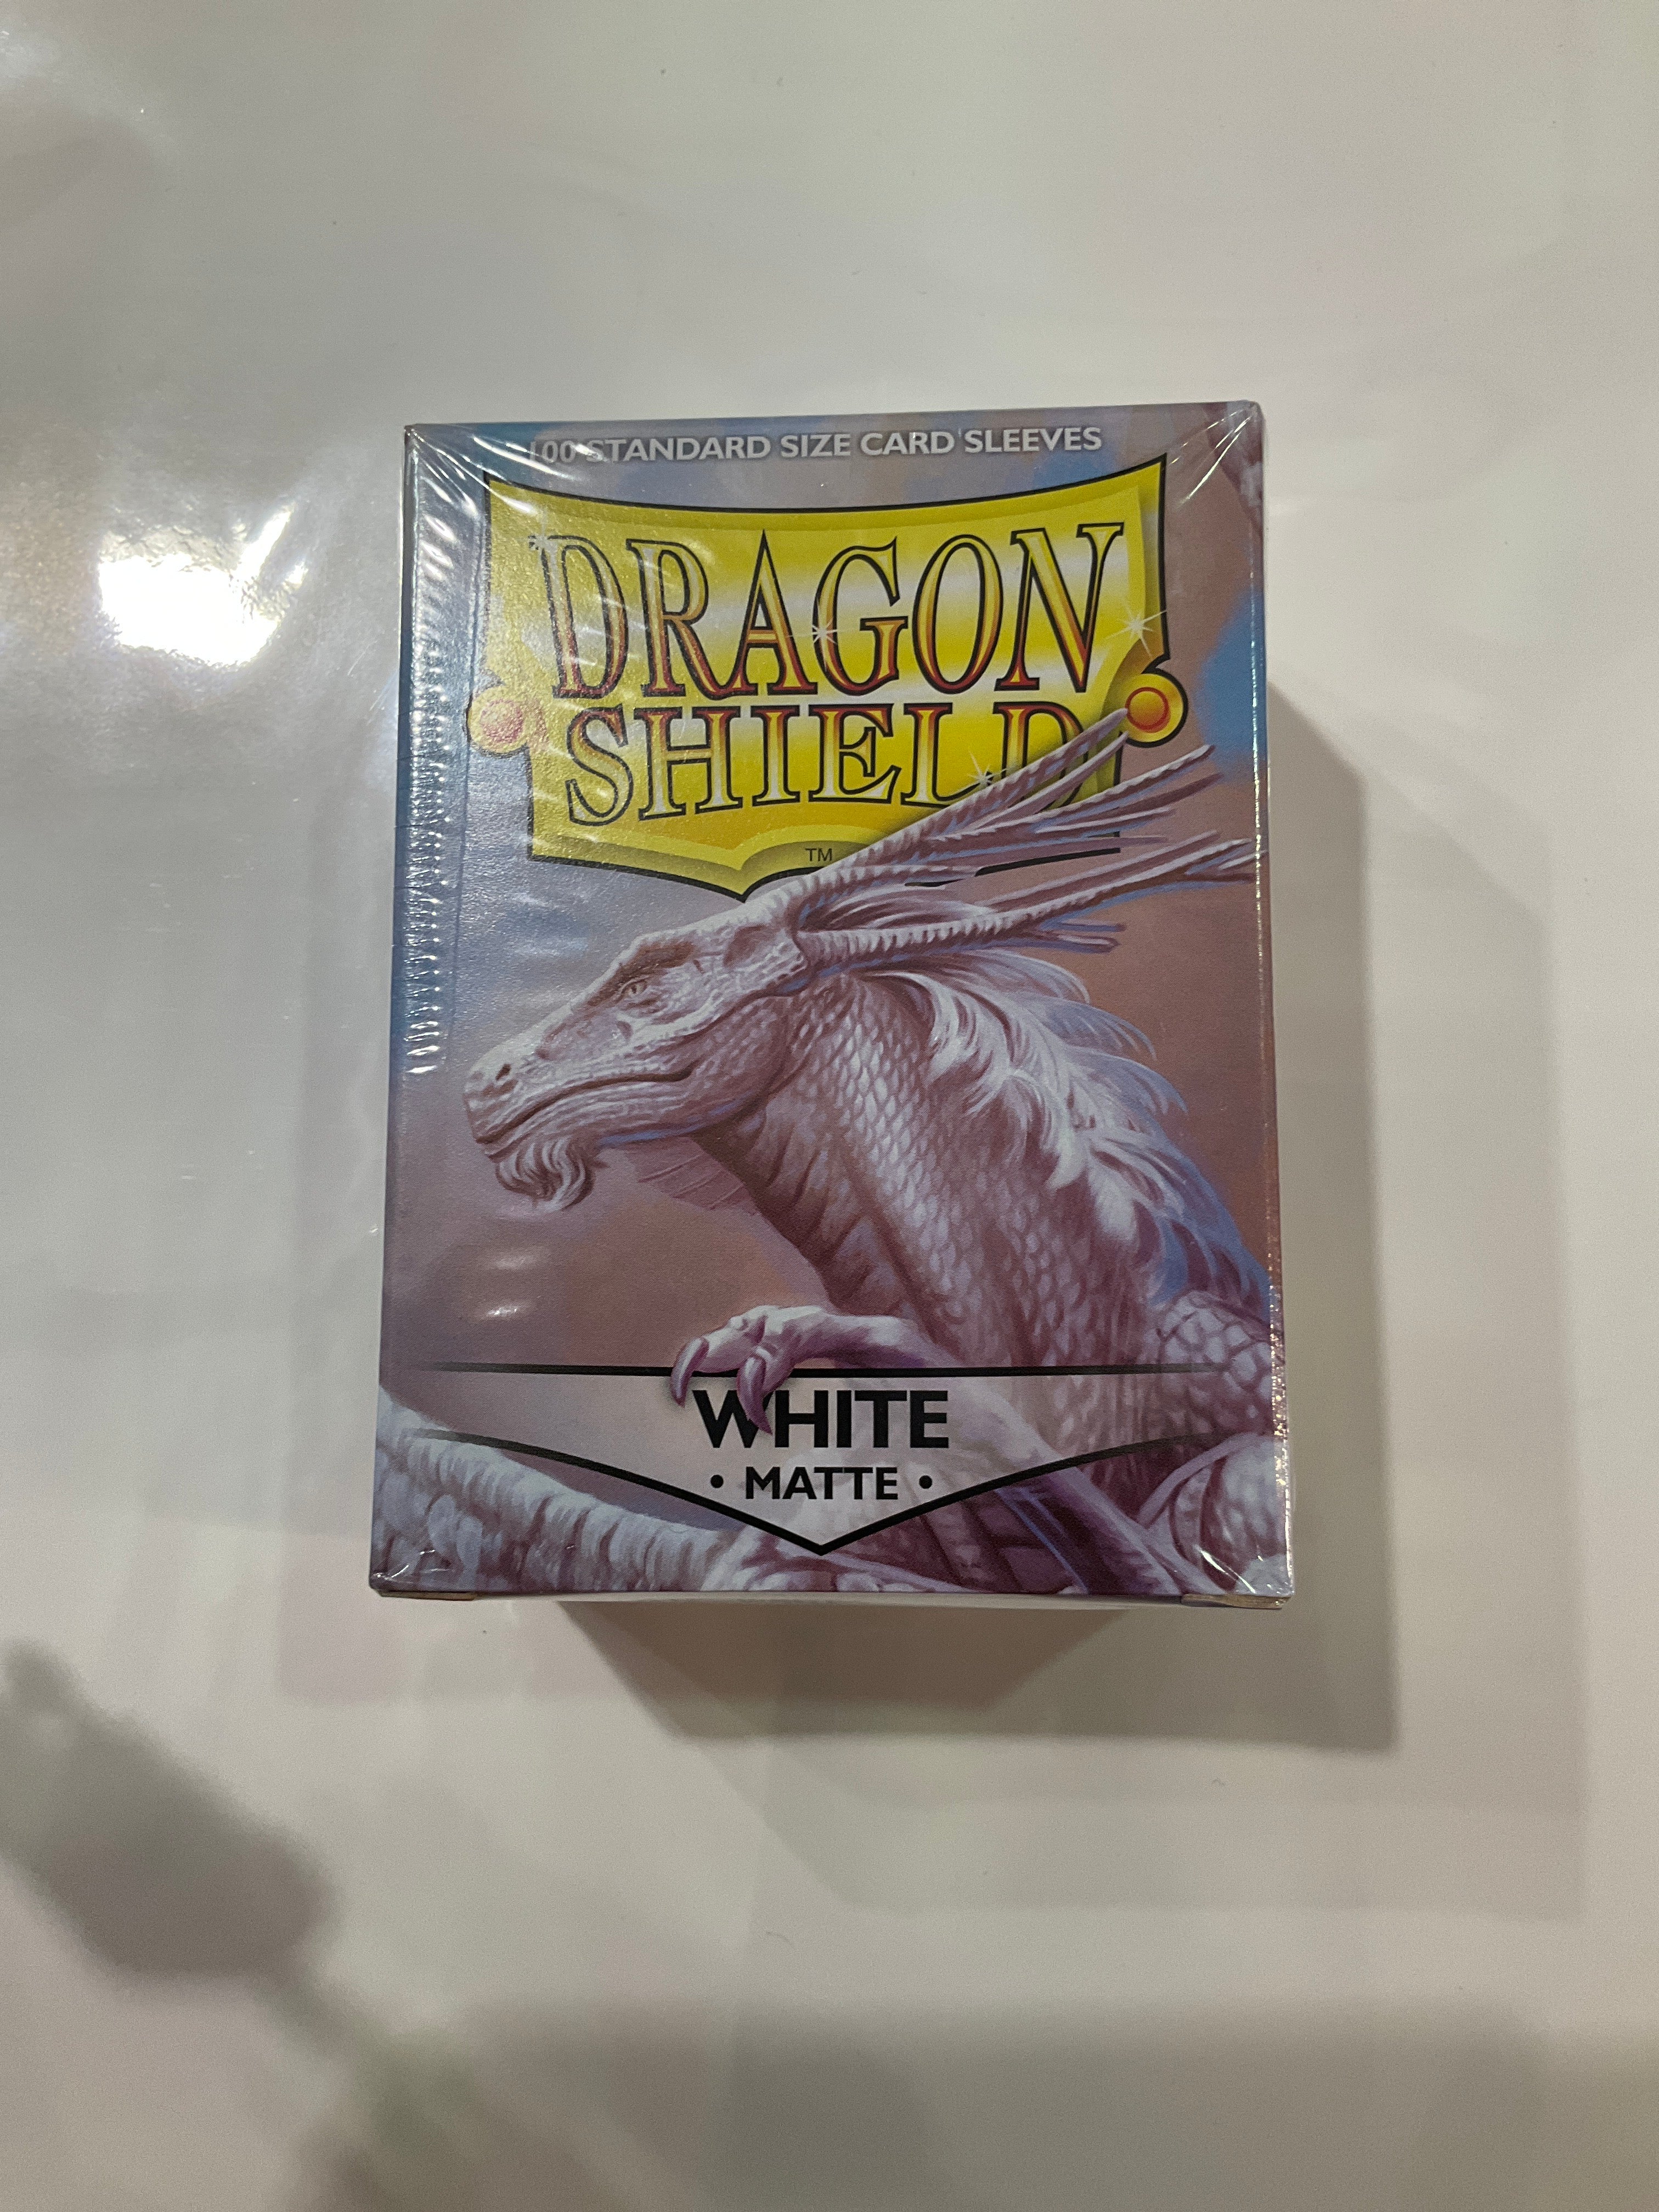 100 STANDARD SIZE CARD SLEEVES
DRAGON
SHIELD
TM
WHITE
• MATTE •